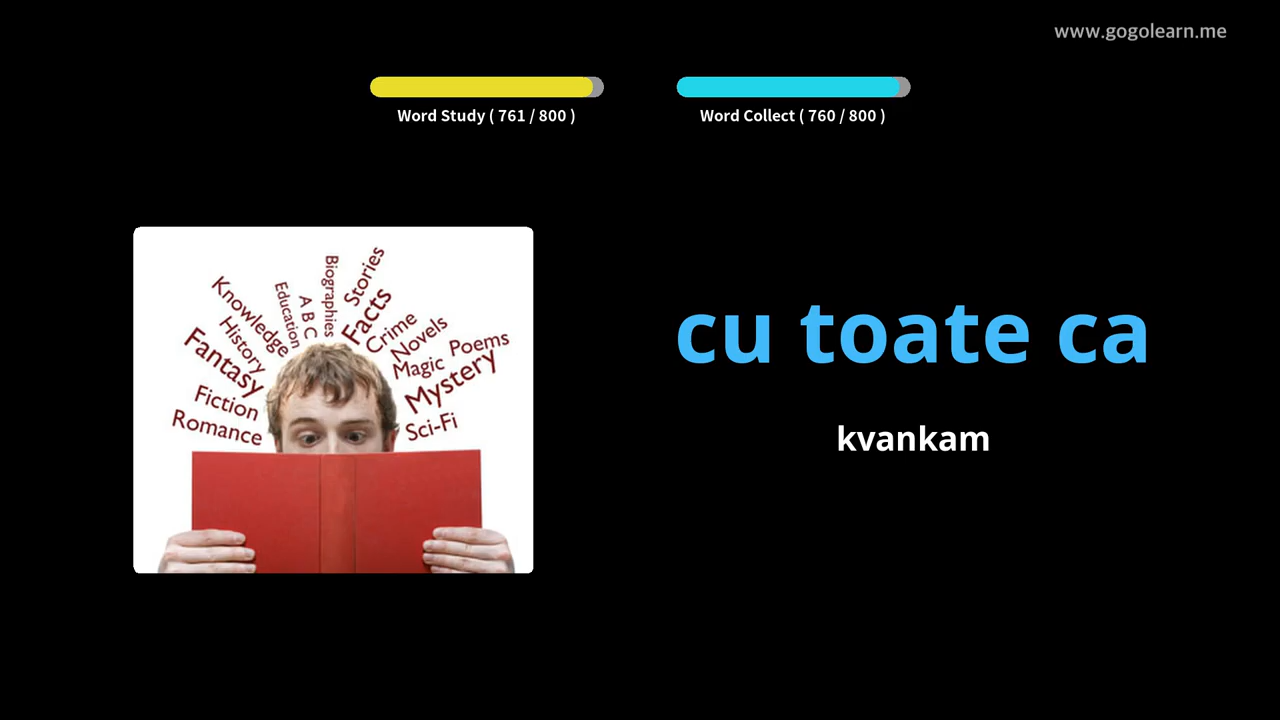 www.gogolearn.me
Word Study ( 761 / 800 )
Word Collect ( 760 / 800 )
Stories
Biographies
Facts
Education
A B C
Knowledge
Crime
Novels
History
Poems
Fantasy
Magic
Mystery
Fiction
Romance
Sci-Fi
cu toate ca
kvankam